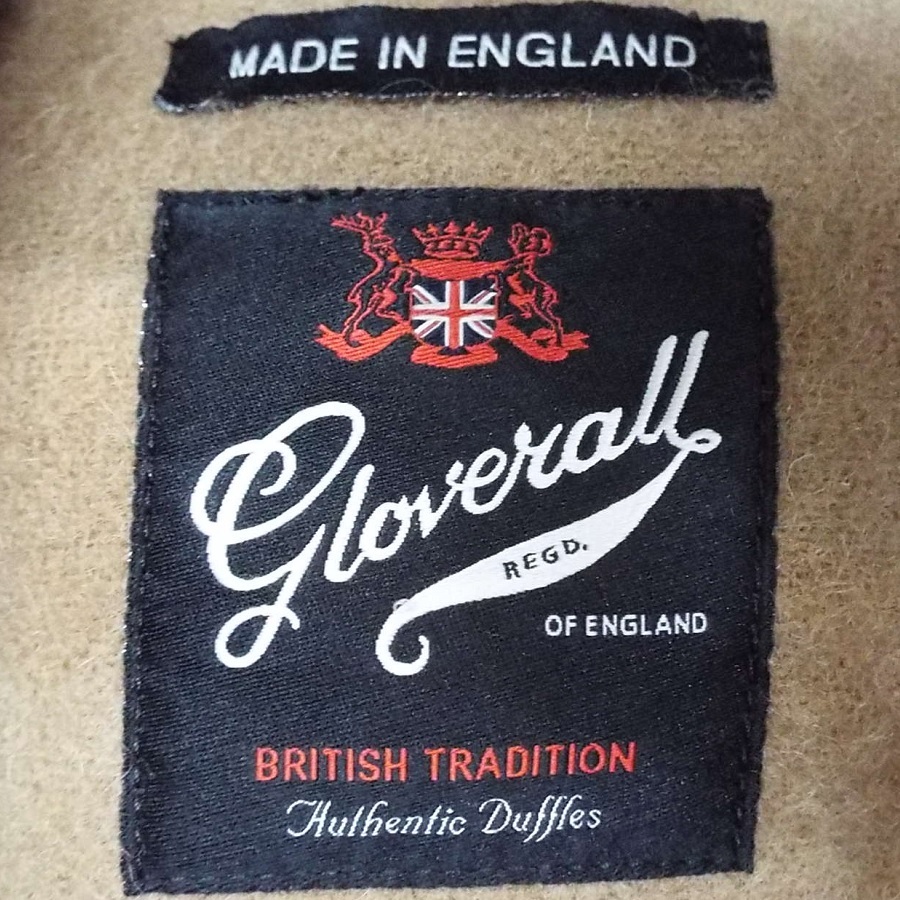 MADE IN ENGLAND
Gloverall
REGD.
OF ENGLAND
BRITISH TRADITION
Authentic Duffles